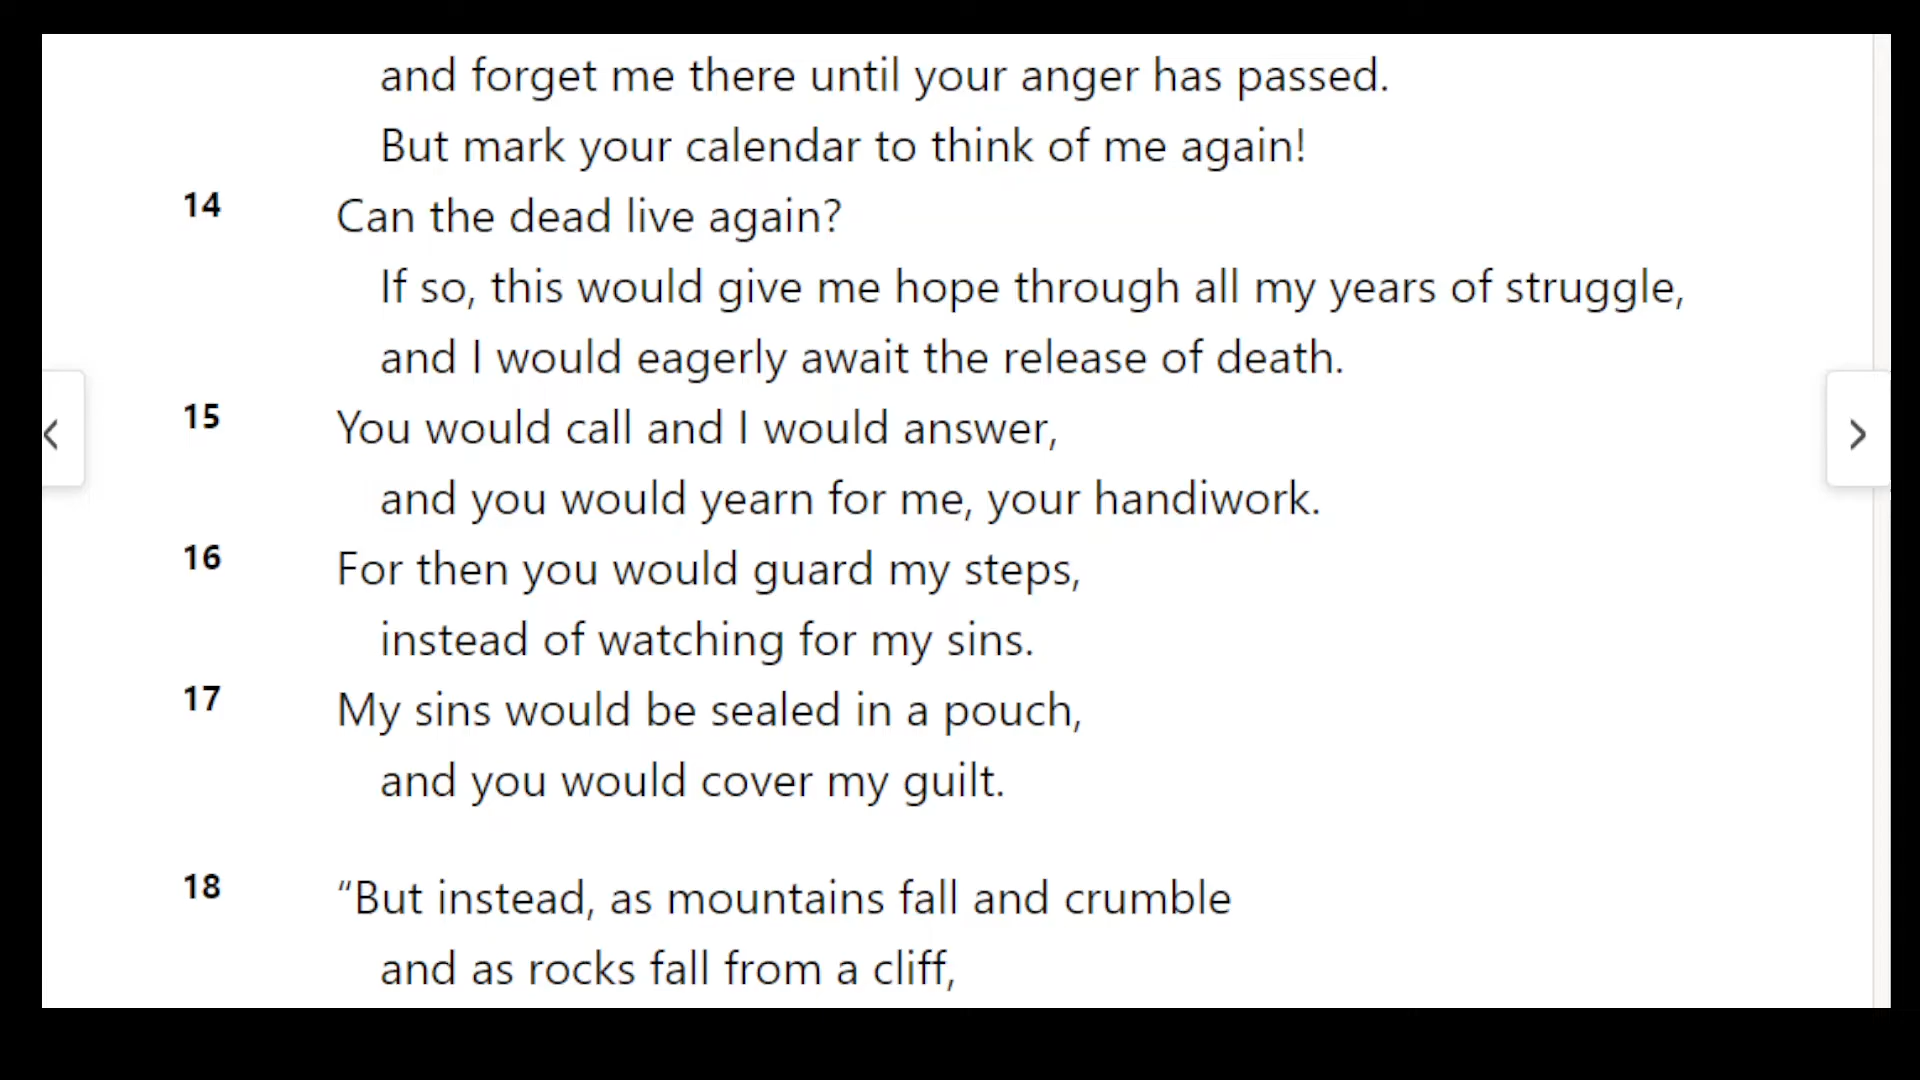 and forget me there until your anger has passed.
But mark your calendar to think of me again!
14 Can the dead live again?
If so, this would give me hope through all my years of struggle,
and I would eagerly await the release of death.
15 You would call and I would answer,
and you would yearn for me, your handiwork.
16 For then you would guard my steps,
instead of watching for my sins.
17 My sins would be sealed in a pouch,
and you would cover my guilt.
18 “But instead, as mountains fall and crumble
and as rocks fall from a cliff,